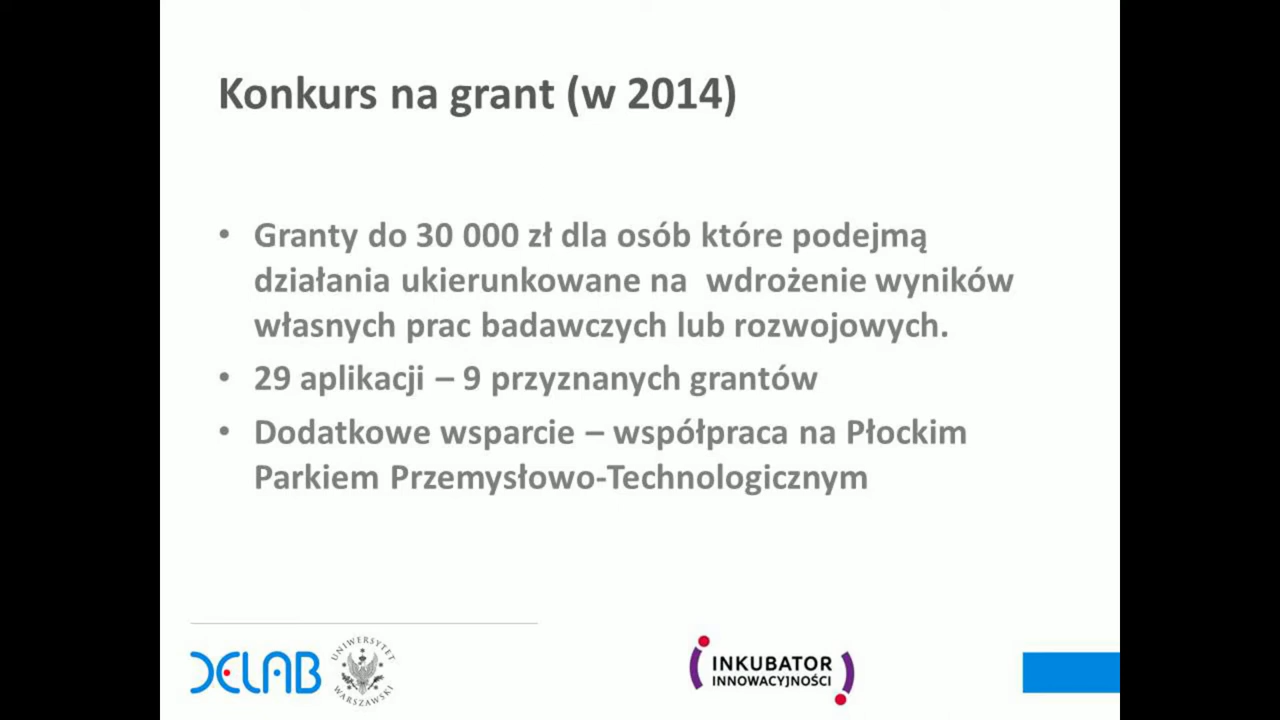 Konkurs na grant (w 2014)
• Granty do 30 000 zł dla osób które podejmą
działania ukierunkowane na  wdrożenie wyników
własnych prac badawczych lub rozwojowych.
• 29 aplikacji – 9 przyznanych grantów
• Dodatkowe wsparcie – współpraca na Płockim
Parkiem Przemysłowo-Technologicznym
DELAB
UNIWERSYTET
WARSZAWSKI
INKUBATOR
INNOWACYJNOŚCI